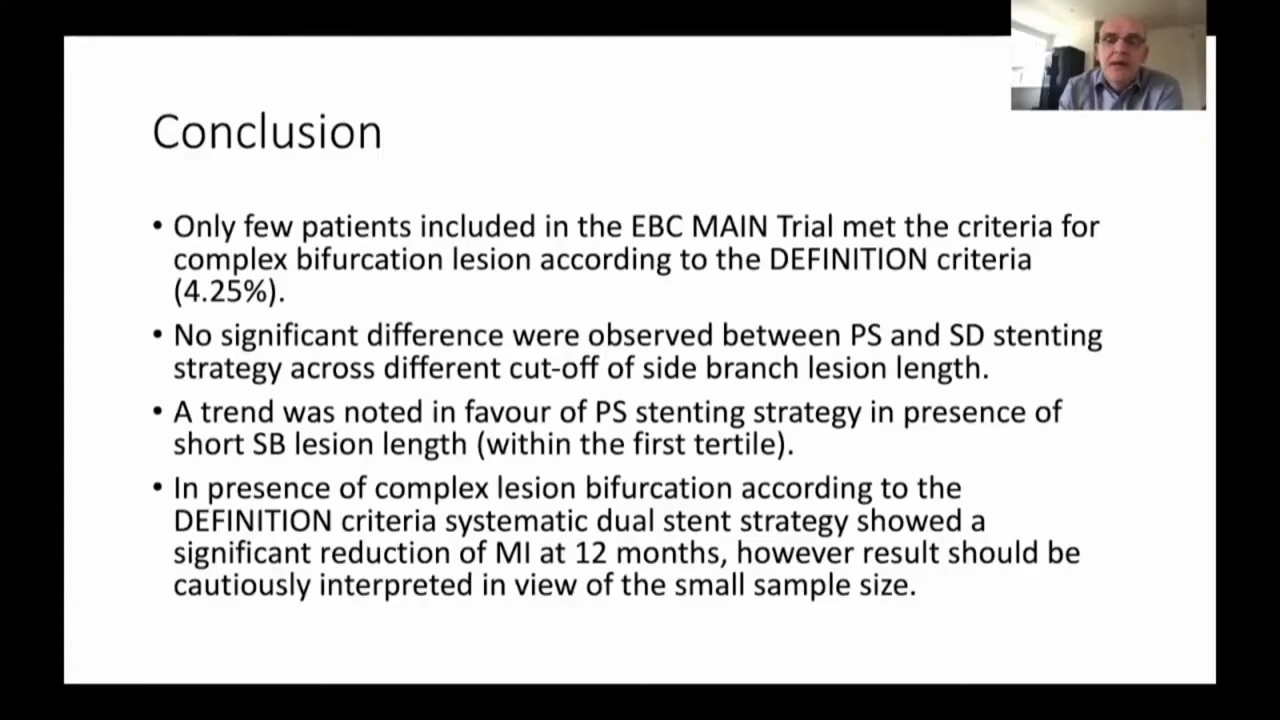 Conclusion
• Only few patients included in the EBC MAIN Trial met the criteria for
complex bifurcation lesion according to the DEFINITION criteria
(4.25%).
• No significant difference were observed between PS and SD stenting
strategy across different cut-off of side branch lesion length.
• A trend was noted in favour of PS stenting strategy in presence of
short SB lesion length (within the first tertile).
• In presence of complex lesion bifurcation according to the
DEFINITION criteria systematic dual stent strategy showed a
significant reduction of MI at 12 months, however result should be
cautiously interpreted in view of the small sample size.